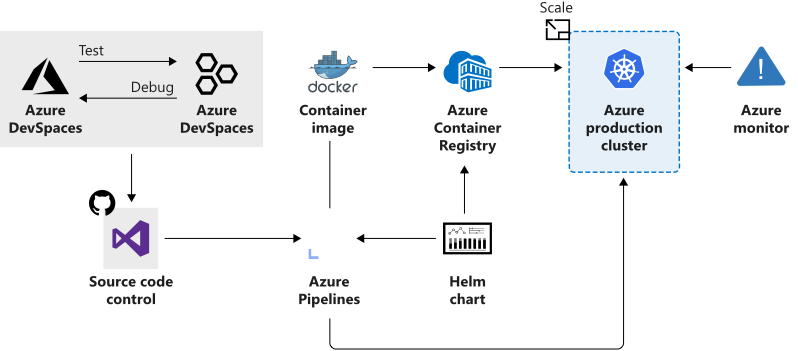 Scale
Test
Debug
docker
Azure
DevSpaces
Azure
DevSpaces
Container
image
Azure
Container
Registry
Azure
production
cluster
Azure
monitor
Source code
control
Azure
Pipelines
Helm
chart